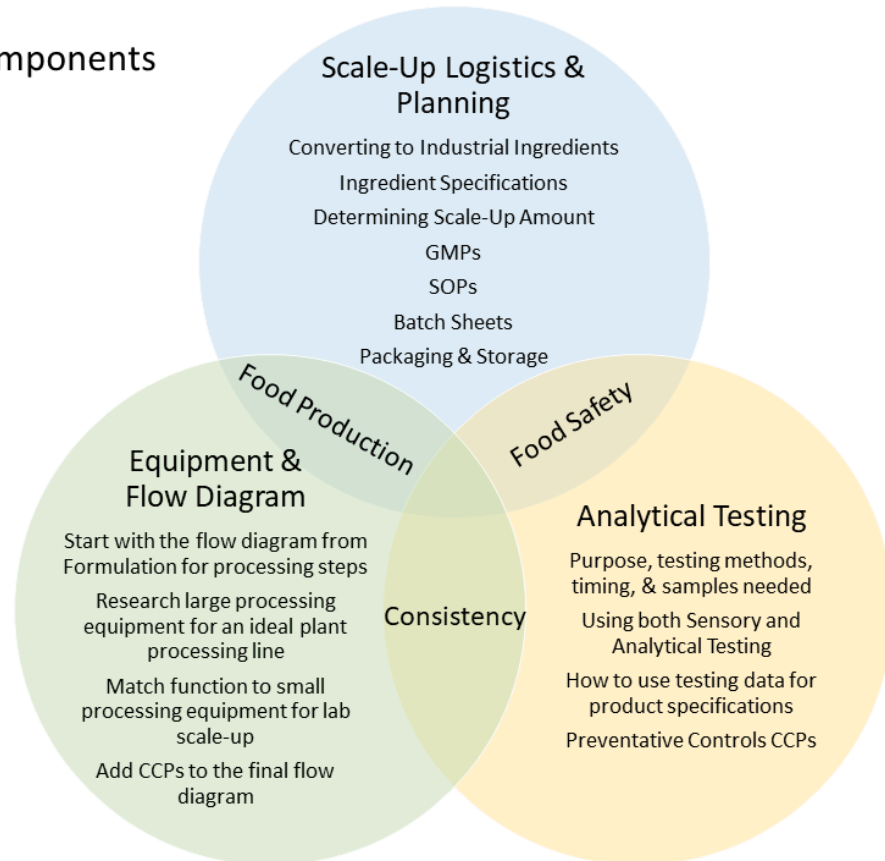 mponents
Scale-Up Logistics &
Planning
Converting to Industrial Ingredients
Ingredient Specifications
Determining Scale-Up Amount
GMPs
SOPs
Batch Sheets
Packaging & Storage
Food Production
Food Safety
Equipment &
Flow Diagram
Start with the flow diagram from
Formulation for processing steps
Research large processing
equipment for an ideal plant
processing line
Match function to small
processing equipment for lab
scale-up
Add CCPs to the final flow
diagram
Consistency
Analytical Testing
Purpose, testing methods,
timing, & samples needed
Using both Sensory and
Analytical Testing
How to use testing data for
product specifications
Preventative Controls CCPs